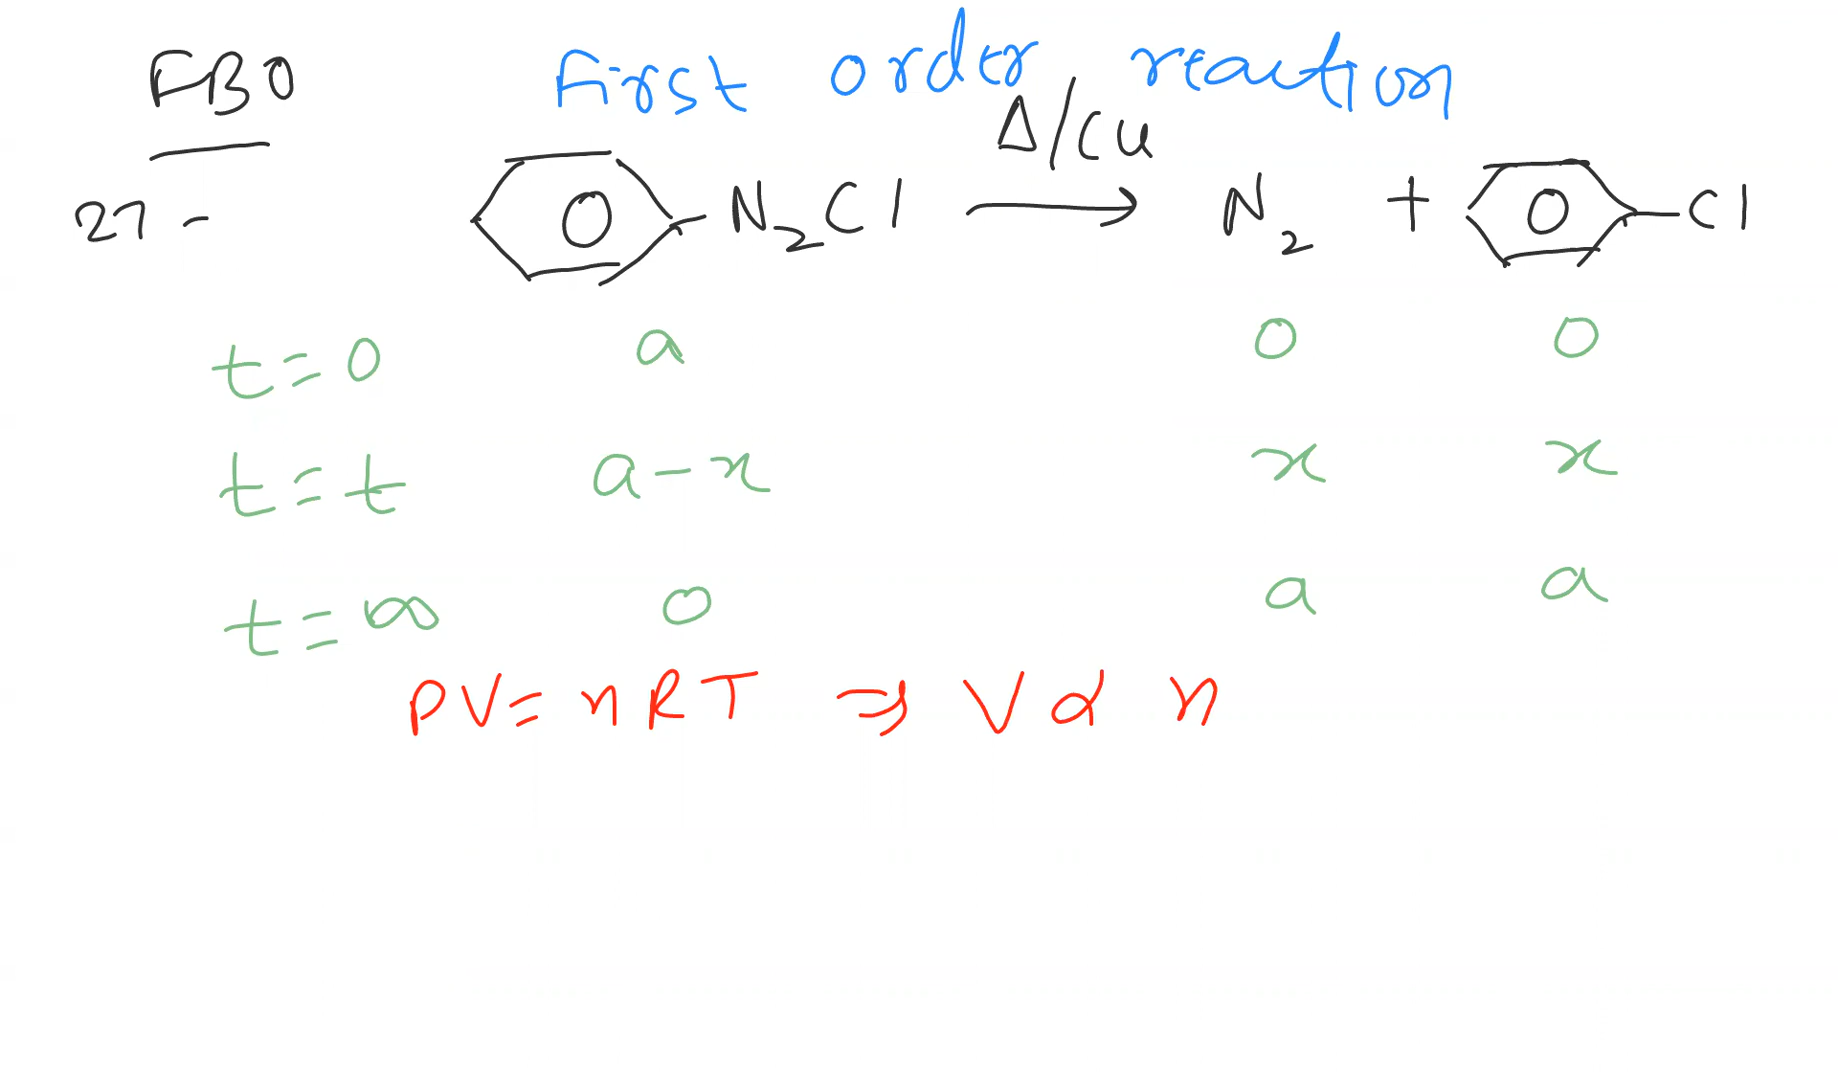 FBO
First order reaction
Δ/Cu
27 - N₂Cl → N₂ + Cl
t=0 a 0 0
t=t a-x x x
t=∞ 0 a a
PV=nRT ⇒ V∝n